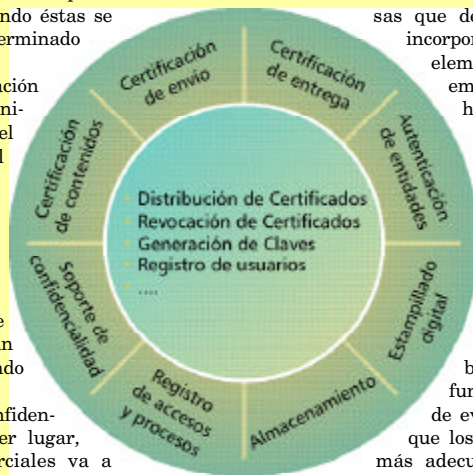 ndo éstas se
erminado
ación
ni-
el
l
e
n
ndo
nfiden-
er lugar,
rciales va a
sas que de
incorpor
elem
em
h
b
fun
de ev
que los
más adecu
Certificación
de envío
Certificación
de entrega
Autenticación
de entidades
Estampillado
digital
Almacenamiento
Registro
de accesos
y procesos
Soporte de
confidencialidad
Certificación
de contenidos
Distribución de Certificados
Revocación de Certificados
Generación de Claves
Registro de usuarios
....